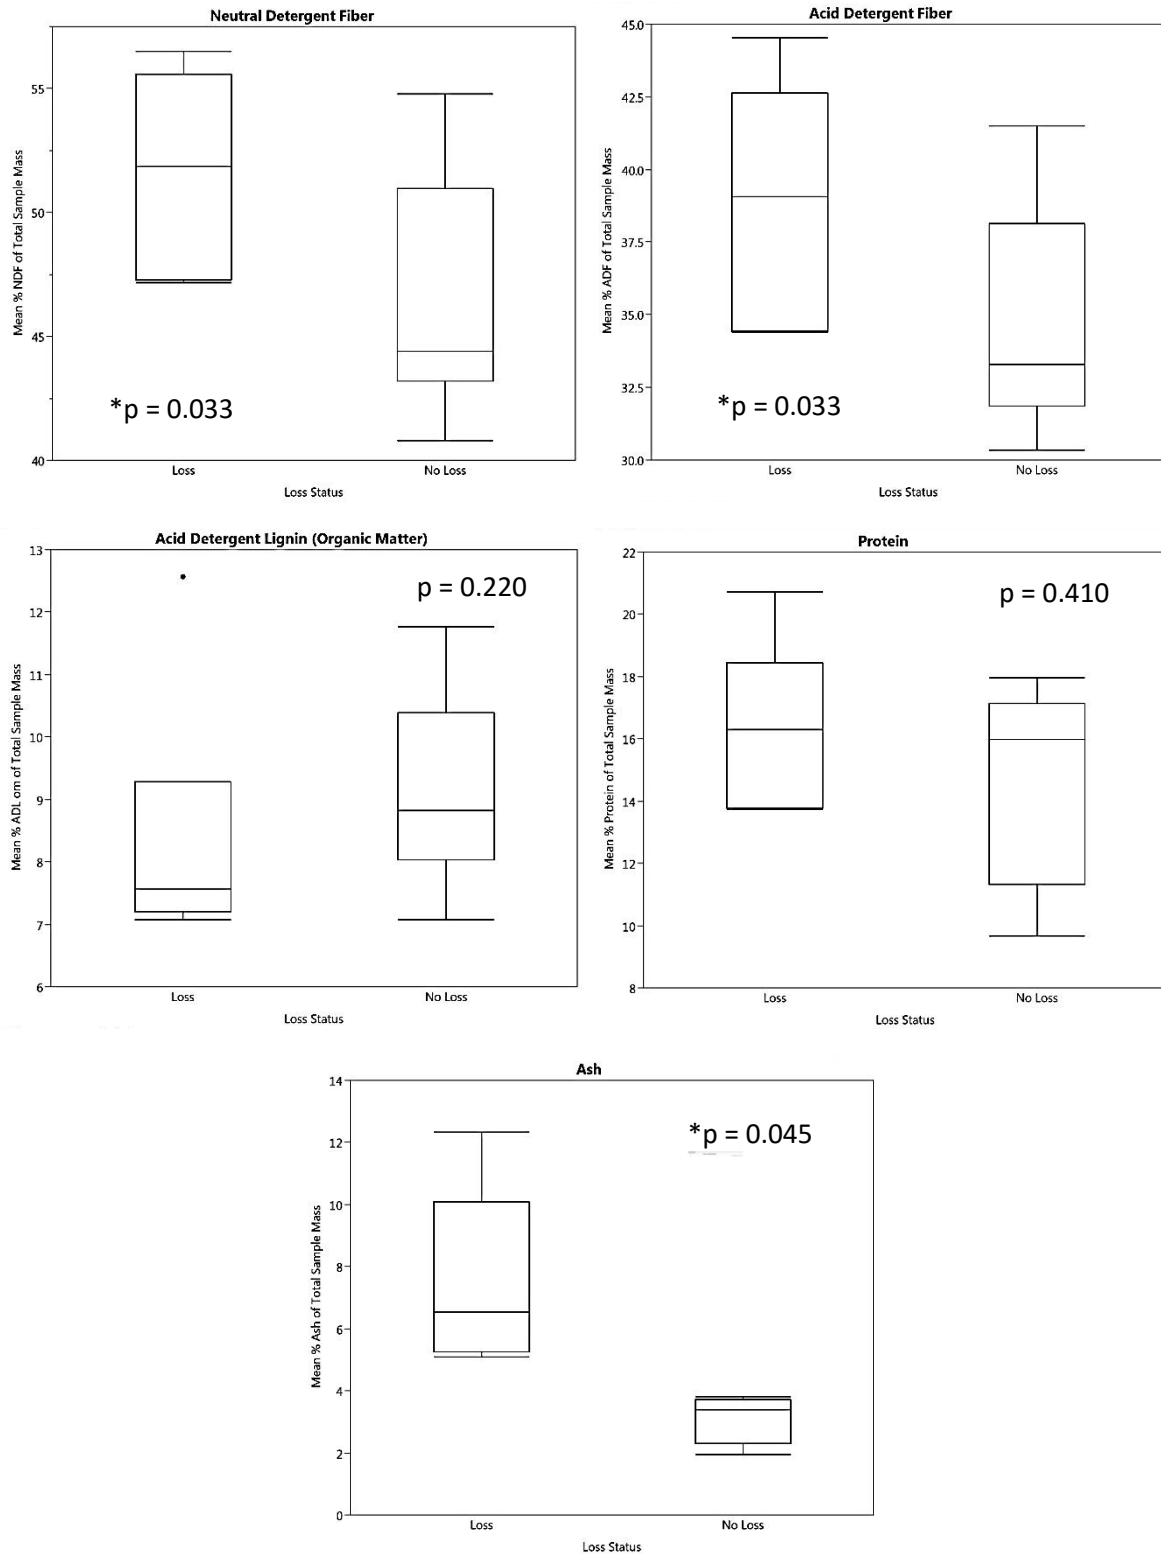 Neutral Detergent Fiber
Mean % NDF of Total Sample Mass
55
50
45
40
*p = 0.033
Loss
No Loss
Loss Status
Acid Detergent Fiber
Mean % ADF of Total Sample Mass
45.0
42.5
40.0
37.5
35.0
32.5
30.0
*p = 0.033
Loss
No Loss
Loss Status
Acid Detergent Lignin (Organic Matter)
Mean % ADL om of Total Sample Mass
13
12
11
10
9
8
7
6
p = 0.220
Loss
No Loss
Loss Status
Protein
Mean % Protein of Total Sample Mass
22
20
18
16
14
12
10
8
p = 0.410
Loss
No Loss
Loss Status
Ash
Mean % Ash of Total Sample Mass
14
12
10
8
6
4
2
0
*p = 0.045
Loss
No Loss
Loss Status